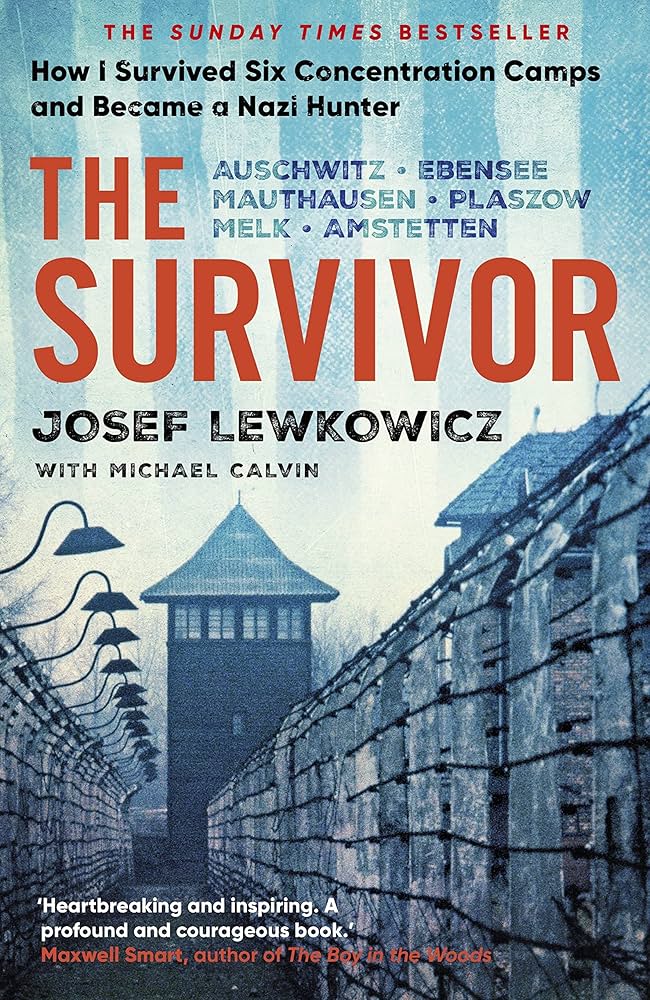 THE SUNDAY TIMES BESTSELLER
How I Survived Six Concentration Camps
and Became a Nazi Hunter
THE
AUSCHWITZ • EBENSEE
MAUTHAUSEN • PLASZOW
MELK • AMSTETTEN
SURVIVOR
JOSEF LEWKOWICZ
WITH MICHAEL CALVIN
‘Heartbreaking and inspiring. A
profound and courageous book.’
Maxwell Smart, author of The Boy in the Woods